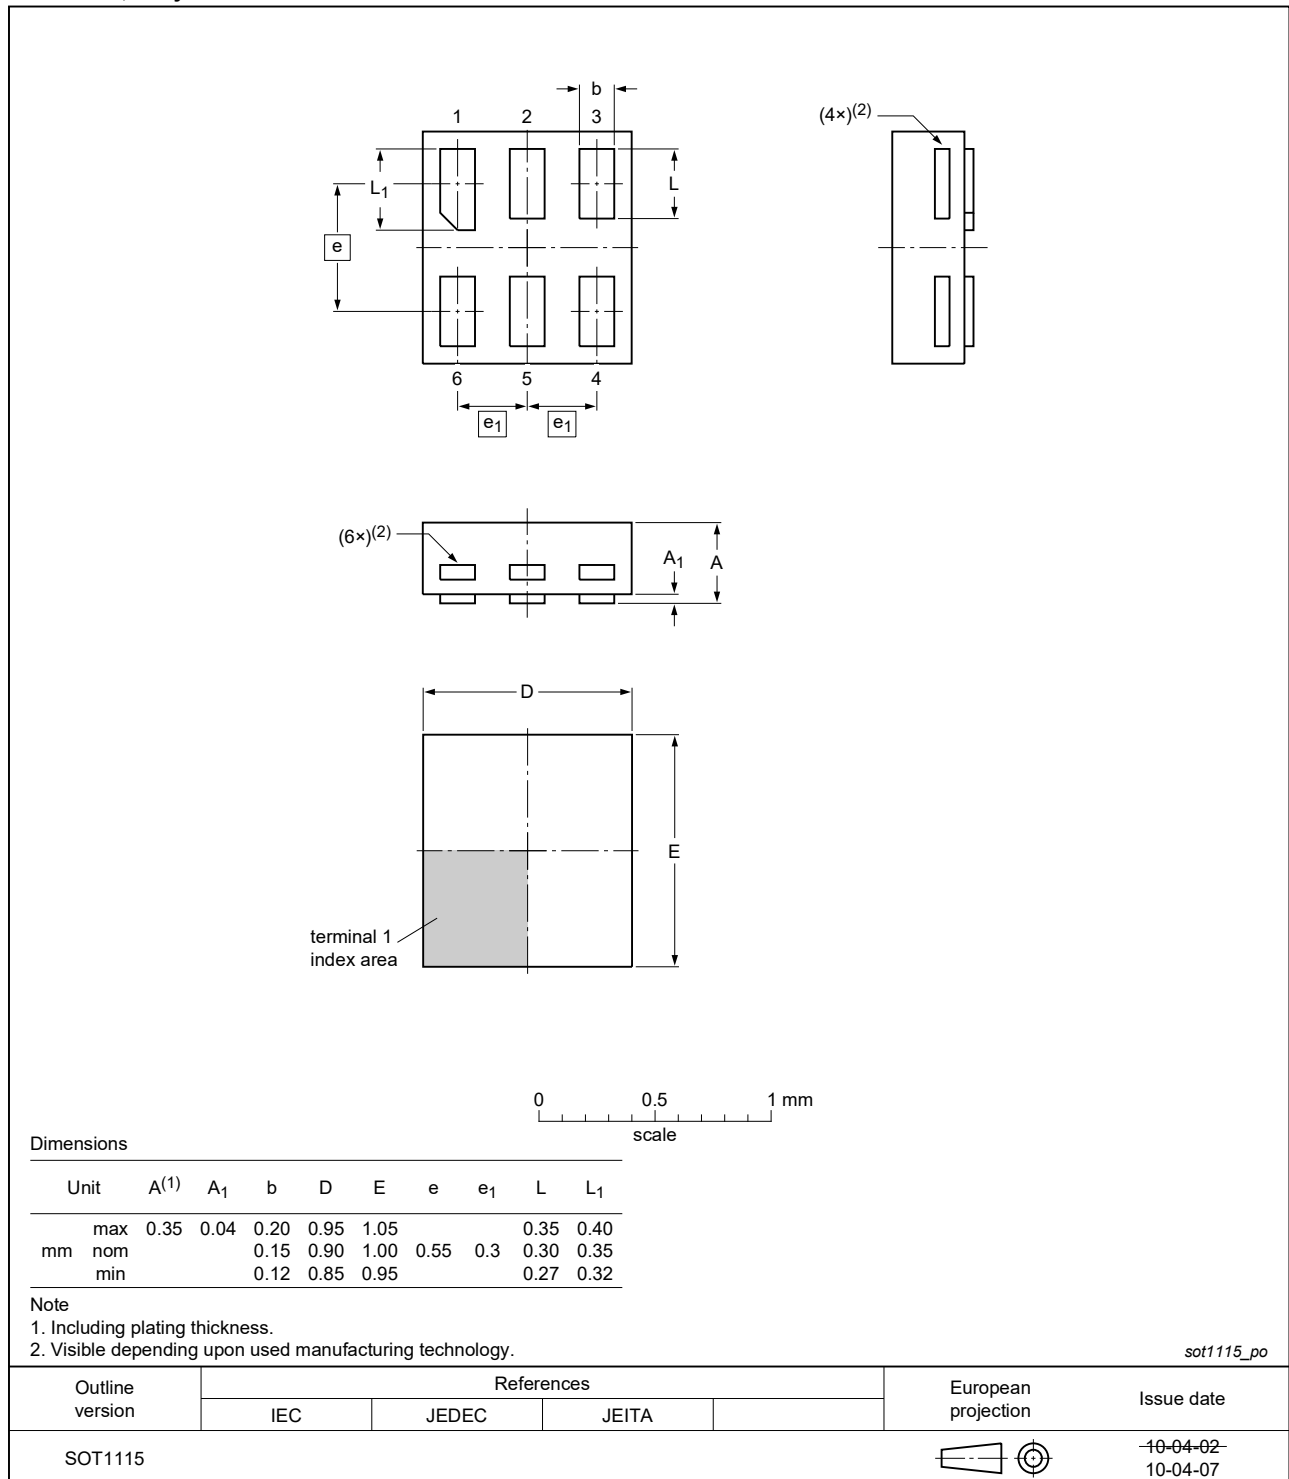 b
1 2 3
(4×)(2)
L1
L
e
6 5 4
e1 e1
(6×)(2)
A1 A
D
E
terminal 1
index area
0 0.5 1 mm
scale
Dimensions
Unit A(1) A1 b D E e e1 L L1
max 0.35 0.04 0.20 0.95 1.05 0.35 0.40
mm nom 0.15 0.90 1.00 0.55 0.3 0.30 0.35
min 0.12 0.85 0.95 0.27 0.32
Note
1. Including plating thickness.
2. Visible depending upon used manufacturing technology.
sot1115_po
Outline version References European projection Issue date
IEC JEDEC JEITA
SOT1115 10-04-02
10-04-07